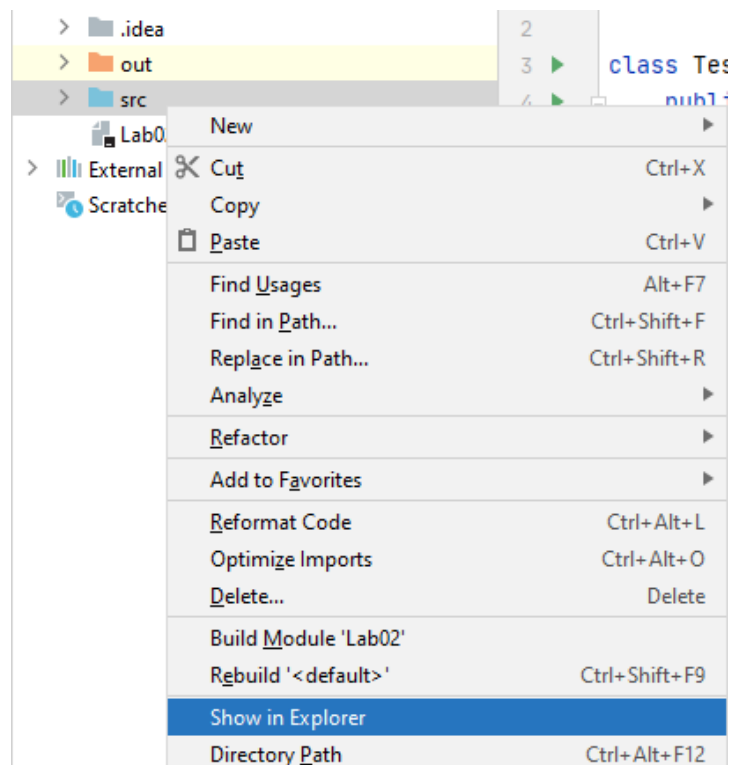 .idea
2
out
3 class Tes
src
4 publi
Lab0
New
External
Cut Ctrl+X
Scratche
Copy
Paste Ctrl+V
Find Usages Alt+F7
Find in Path... Ctrl+Shift+F
Replace in Path... Ctrl+Shift+R
Analyze
Refactor
Add to Favorites
Reformat Code Ctrl+Alt+L
Optimize Imports Ctrl+Alt+O
Delete... Delete
Build Module 'Lab02'
Rebuild '<default>' Ctrl+Shift+F9
Show in Explorer
Directory Path Ctrl+Alt+F12